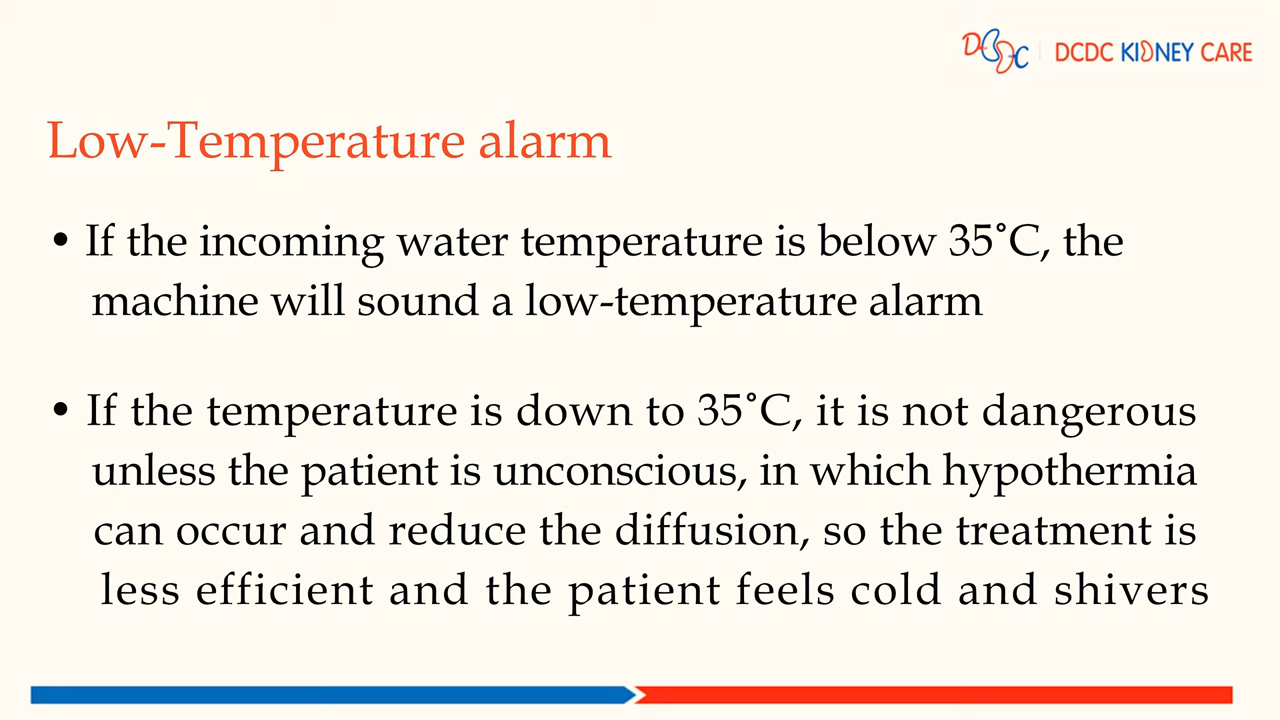 DCDC KIDNEY CARE
Low-Temperature alarm
• If the incoming water temperature is below 35˚C, the
machine will sound a low-temperature alarm
• If the temperature is down to 35˚C, it is not dangerous
unless the patient is unconscious, in which hypothermia
can occur and reduce the diffusion, so the treatment is
less efficient and the patient feels cold and shivers